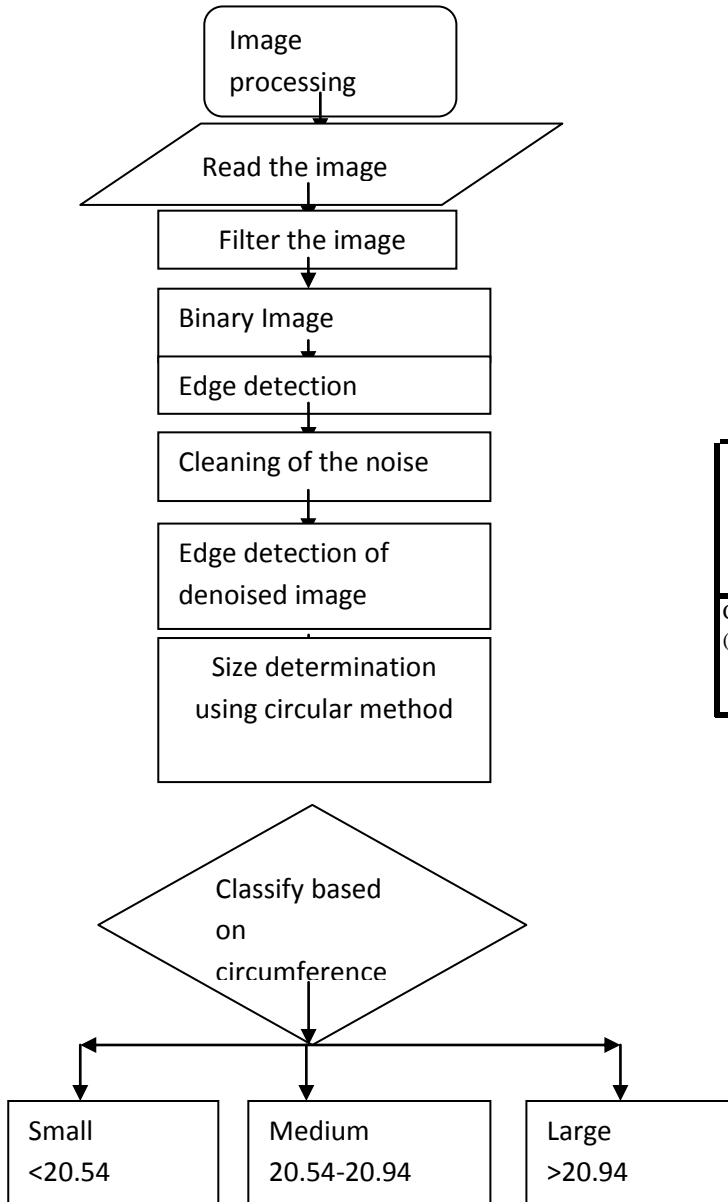 Image
processing
Read the image
Filter the image
Binary Image
Edge detection
Cleaning of the noise
Edge detection of
denoised image
Size determination
using circular method
Classify based
on
circumference
Small
<20.54
Medium
20.54-20.94
Large
>20.94